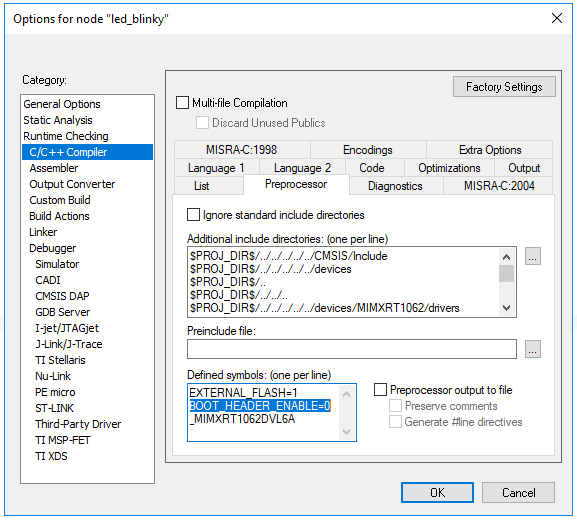 Options for node "led_blinky"
Category:
General Options
Static Analysis
Runtime Checking
C/C++ Compiler
Assembler
Output Converter
Custom Build
Build Actions
Linker
Debugger
Simulator
CADI
CMSIS DAP
GDB Server
I-jet/JTAGjet
J-Link/J-Trace
TI Stellaris
Nu-Link
PE micro
ST-LINK
Third-Party Driver
TI MSP-FET
TI XDS
Factory Settings
Multi-file Compilation
Discard Unused Publics
MISRA-C:1998 Encodings Extra Options
Language 1 Language 2 Code Optimizations Output
List Preprocessor Diagnostics MISRA-C:2004
Ignore standard include directories
Additional include directories: (one per line)
$PROJ_DIR$/../../../../../CMSIS/Include
$PROJ_DIR$/../../../../../devices
$PROJ_DIR$/..
$PROJ_DIR$/../../..
$PROJ_DIR$/../../../../../devices/MIMXRT1062/drivers
...
Preinclude file:
...
Defined symbols: (one per line)
EXTERNAL_FLASH=1
BOOT_HEADER_ENABLE=0
_MIMXRT1062DVL6A
Preprocessor output to file
Preserve comments
Generate #line directives
OK Cancel